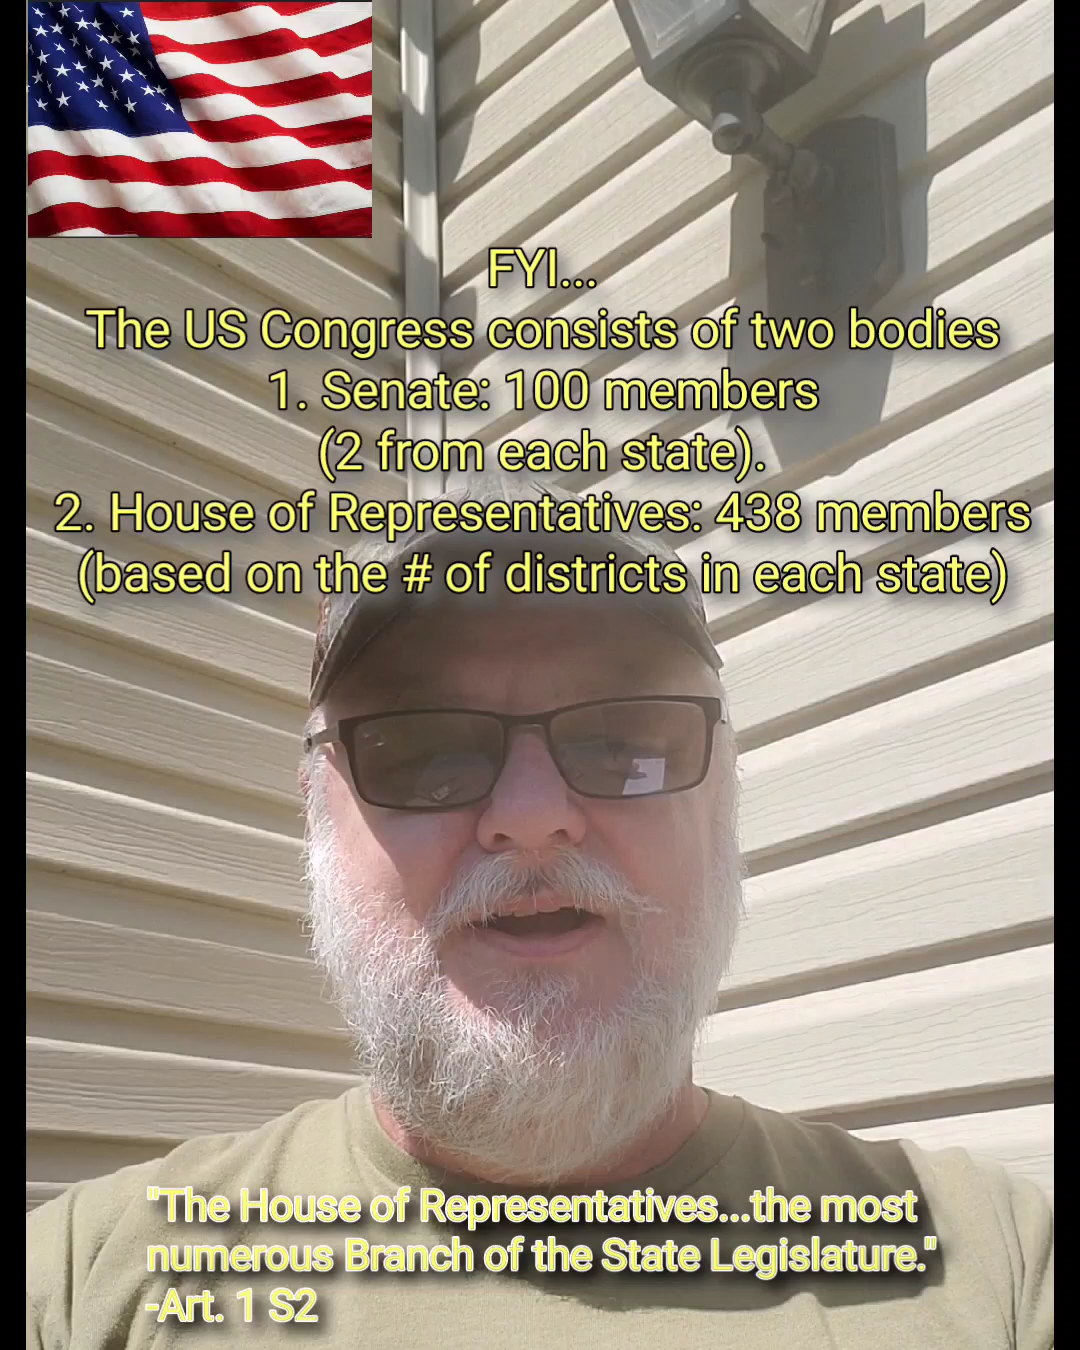 FYI...
The US Congress consists of two bodies
1. Senate: 100 members
(2 from each state).
2. House of Representatives: 438 members
(based on the # of districts in each state)
"The House of Representatives...the most
numerous Branch of the State Legislature."
-Art. 1 S2